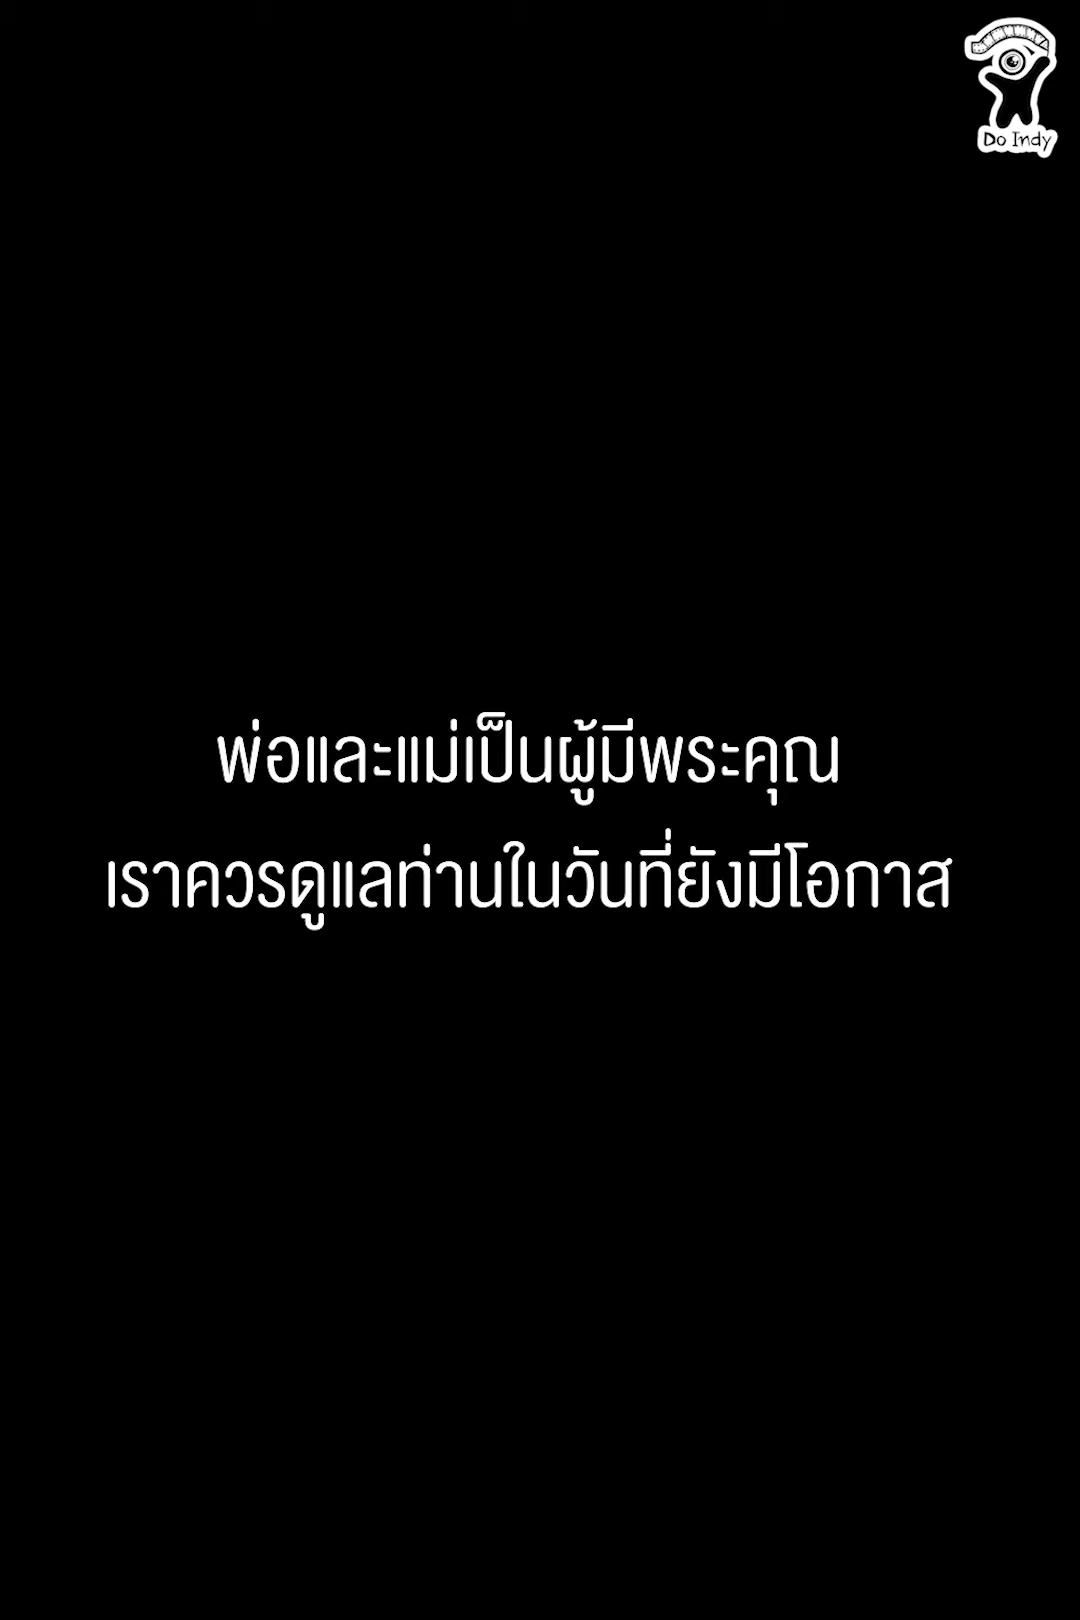 Do Indy
พ่อและแม่เป็นผู้มีพระคุณ
เราควรดูแลท่านในวันที่ยังมีโอกาส